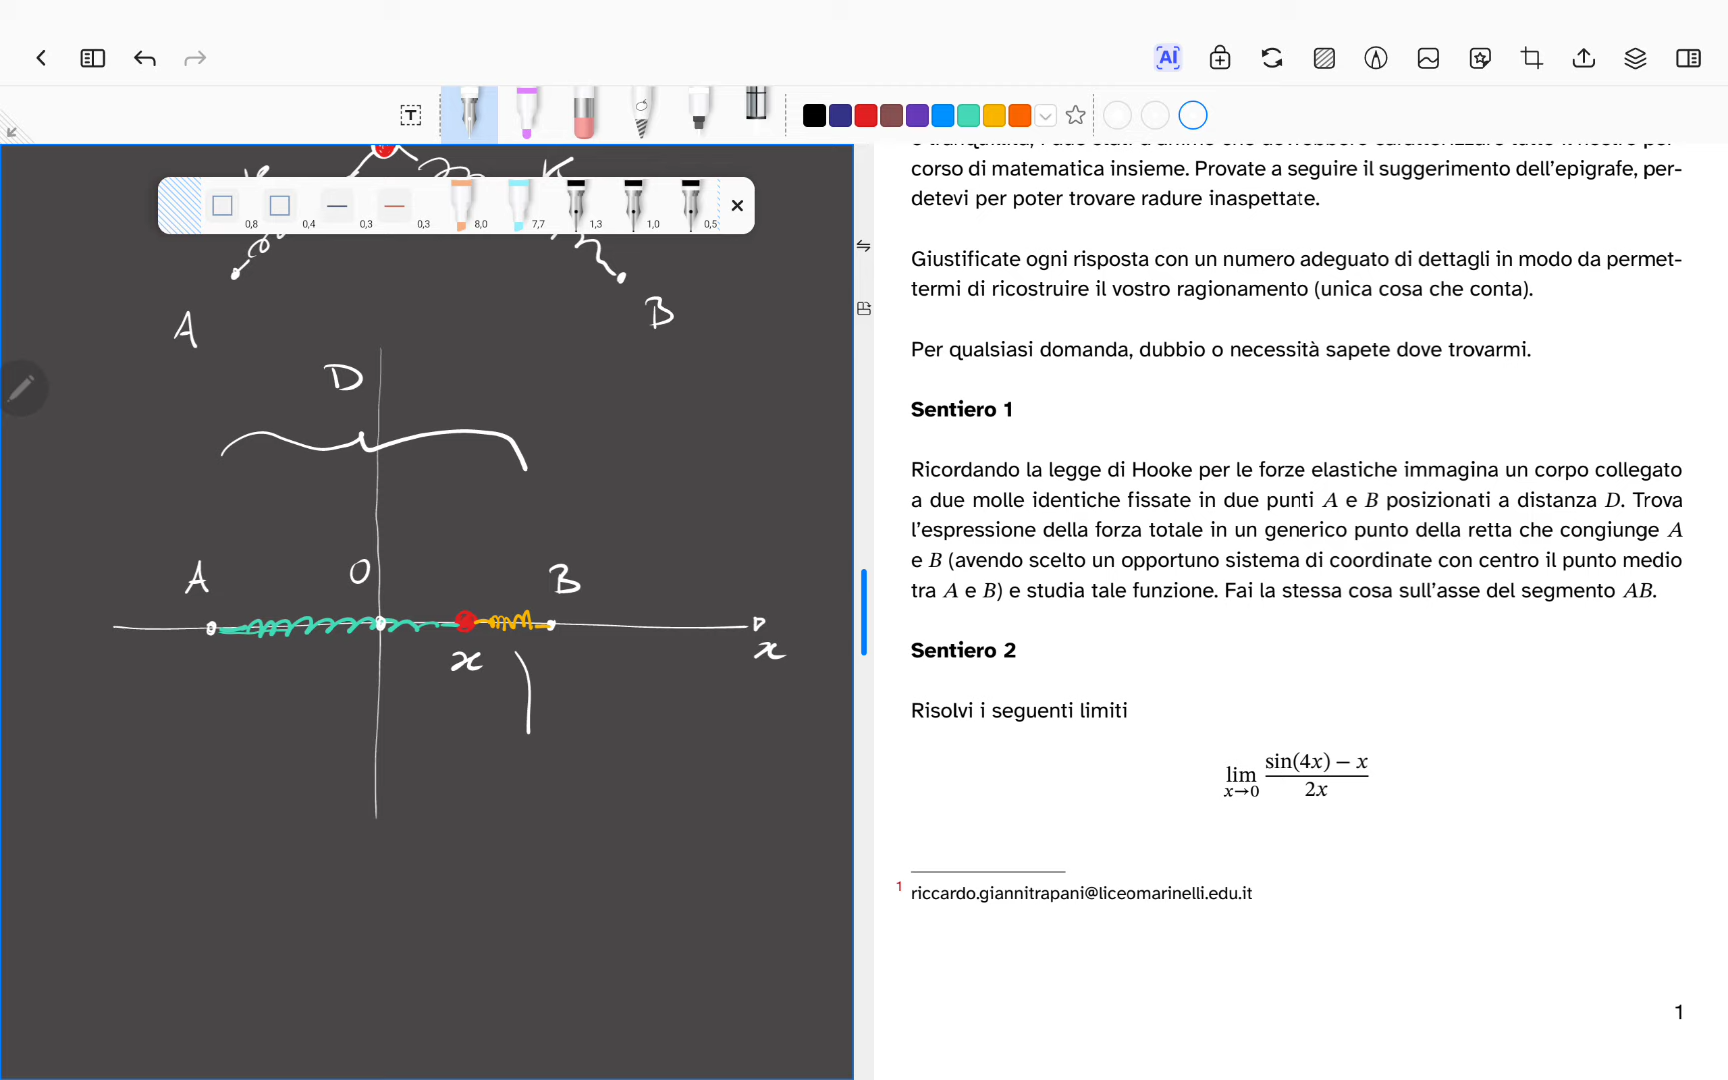 AI
T
0,8 0,4 0,3 0,3 8,0 7,7 1,3 1,0 0,5
K
A
B
D
A
O
B
x
x
corso di matematica insieme. Provate a seguire il suggerimento dell'epigrafe, per-
detevi per poter trovare radure inaspettate.
Giustificate ogni risposta con un numero adeguato di dettagli in modo da permet-
termi di ricostruire il vostro ragionamento (unica cosa che conta).
Per qualsiasi domanda, dubbio o necessità sapete dove trovarmi.
Sentiero 1
Ricordando la legge di Hooke per le forze elastiche immagina un corpo collegato
a due molle identiche fissate in due punti A e B posizionati a distanza D. Trova
l'espressione della forza totale in un generico punto della retta che congiunge A
e B (avendo scelto un opportuno sistema di coordinate con centro il punto medio
tra A e B) e studia tale funzione. Fai la stessa cosa sull'asse del segmento AB.
Sentiero 2
Risolvi i seguenti limiti
lim x→0 sin(4x) − x / 2x
1 riccardo.giannitrapani@liceomarinelli.edu.it
1